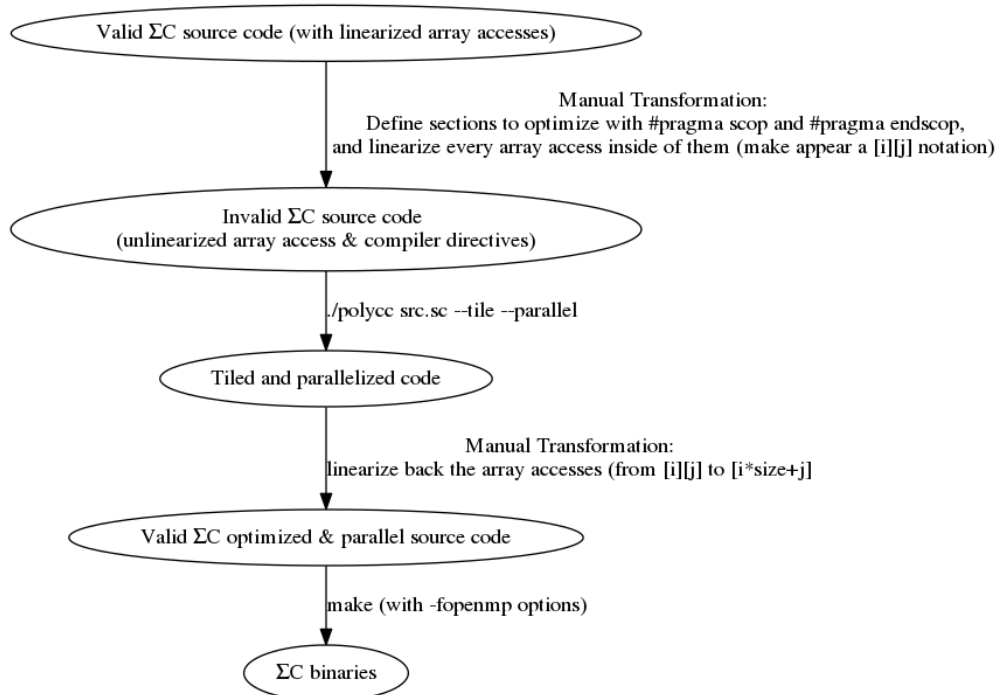 Valid ΣC source code (with linearized array accesses)
Manual Transformation:
Define sections to optimize with #pragma scop and #pragma endscop,
and linearize every array access inside of them (make appear a [i][j] notation)
Invalid ΣC source code
(unlinearized array access & compiler directives)
./polycc src.sc --tile --parallel
Tiled and parallelized code
Manual Transformation:
linearize back the array accesses (from [i][j] to [i*size+j]
Valid ΣC optimized & parallel source code
make (with -fopenmp options)
ΣC binaries